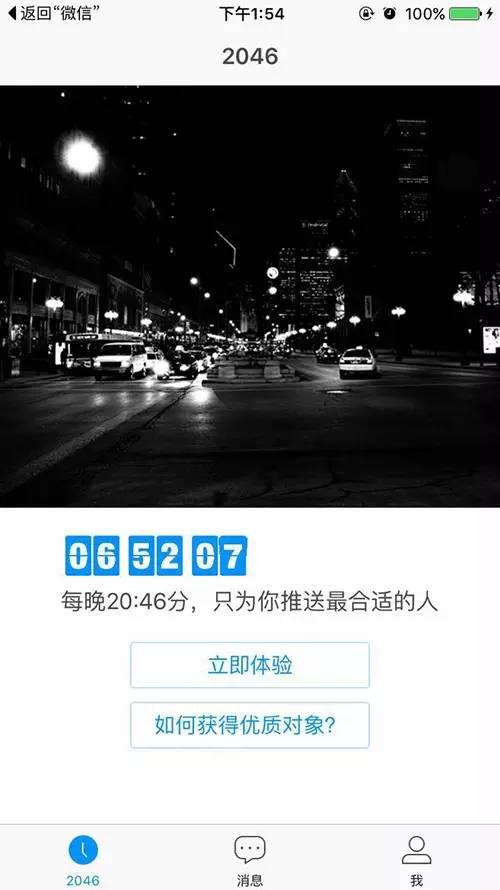 返回“微信” 下午1:54 100%
2046
06 52 07
每晚20:46分，只为你推送最合适的人
立即体验
如何获得优质对象？
2046 消息 我